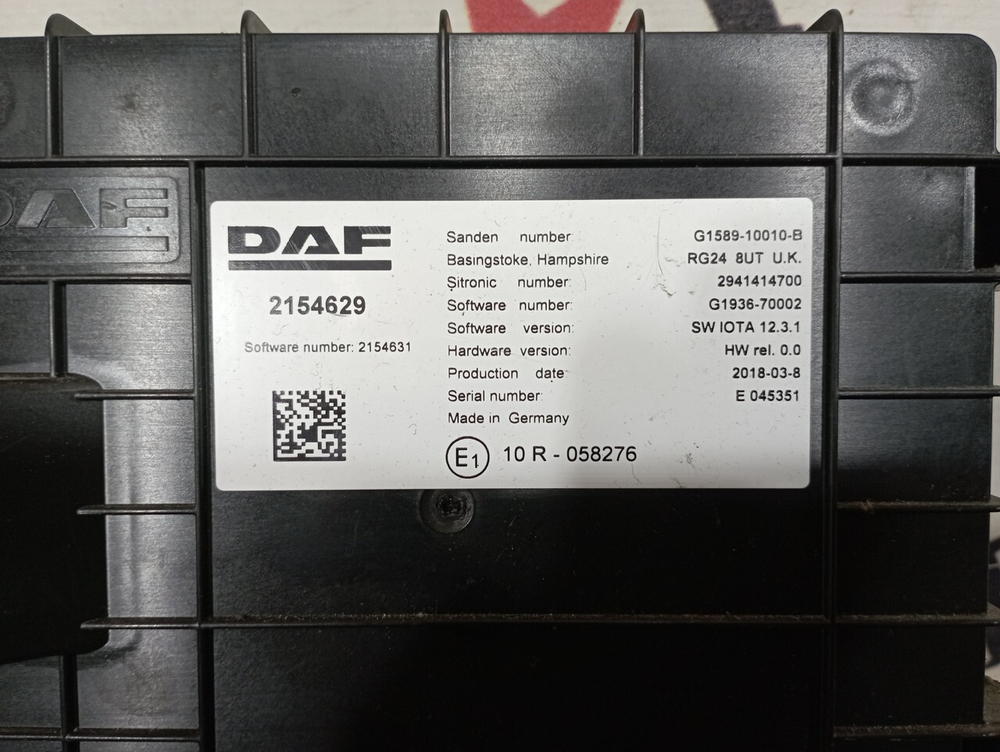 DAF
DAF
2154629
Software number: 2154631
Sanden number: G1589-10010-B
Basingstoke, Hampshire RG24 8UT U.K.
Sitronic number: 2941414700
Software number: G1936-70002
Software version: SW IOTA 12.3.1
Hardware version: HW rel. 0.0
Production date: 2018-03-8
Serial number: E 045351
Made in Germany
E1 10 R - 058276